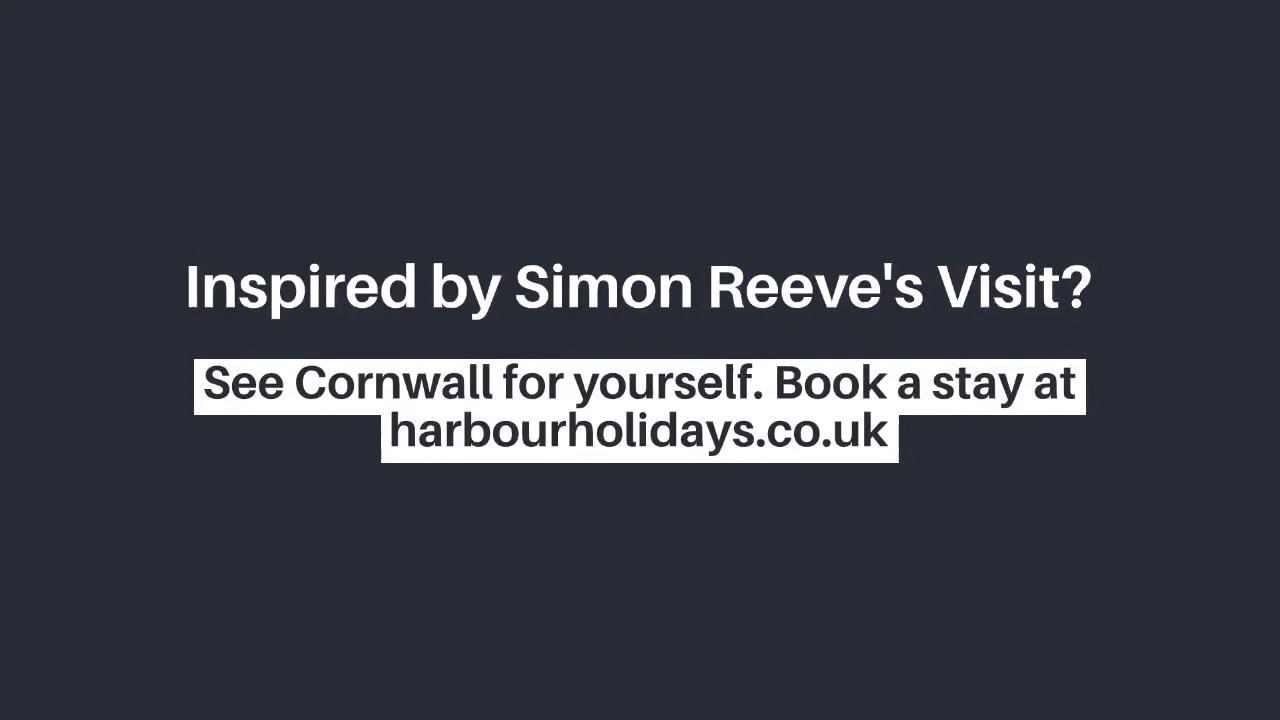 Inspired by Simon Reeve's Visit?
See Cornwall for yourself. Book a stay at
harbourholidays.co.uk